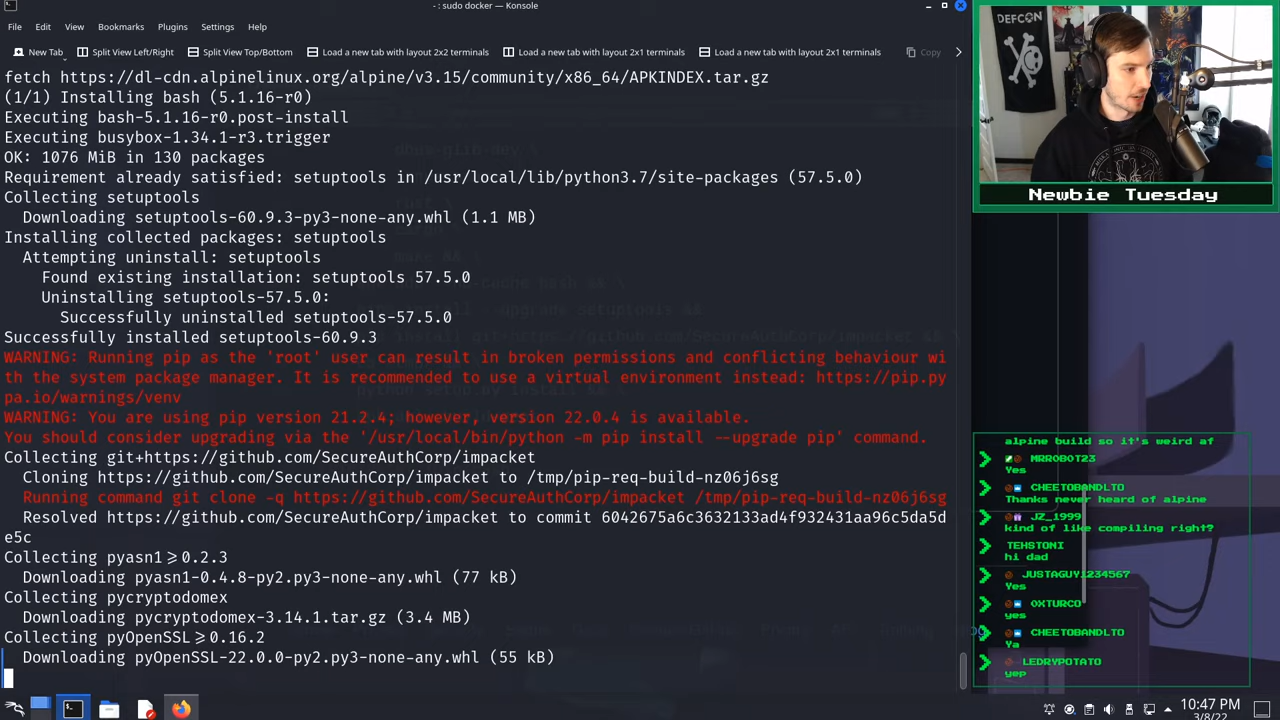 - : sudo docker — Konsole
File Edit View Bookmarks Plugins Settings Help
New Tab Split View Left/Right Split View Top/Bottom Load a new tab with layout 2x2 terminals Load a new tab with layout 2x1 terminals Load a new tab with layout 2x1 terminals Copy
fetch https://dl-cdn.alpinelinux.org/alpine/v3.15/community/x86_64/APKINDEX.tar.gz
(1/1) Installing bash (5.1.16-r0)
Executing bash-5.1.16-r0.post-install
Executing busybox-1.34.1-r3.trigger
OK: 1076 MiB in 130 packages
Requirement already satisfied: setuptools in /usr/local/lib/python3.7/site-packages (57.5.0)
Collecting setuptools
Downloading setuptools-60.9.3-py3-none-any.whl (1.1 MB)
Installing collected packages: setuptools
Attempting uninstall: setuptools
Found existing installation: setuptools 57.5.0
Uninstalling setuptools-57.5.0:
Successfully uninstalled setuptools-57.5.0
Successfully installed setuptools-60.9.3
WARNING: Running pip as the 'root' user can result in broken permissions and conflicting behaviour wi
th the system package manager. It is recommended to use a virtual environment instead: https://pip.py
pa.io/warnings/venv
WARNING: You are using pip version 21.2.4; however, version 22.0.4 is available.
You should consider upgrading via the '/usr/local/bin/python -m pip install --upgrade pip' command.
Collecting git+https://github.com/SecureAuthCorp/impacket
Cloning https://github.com/SecureAuthCorp/impacket to /tmp/pip-req-build-nz06j6sg
Running command git clone -q https://github.com/SecureAuthCorp/impacket /tmp/pip-req-build-nz06j6sg
Resolved https://github.com/SecureAuthCorp/impacket to commit 6042675a6c3632133ad4f932431aa96c5da5d
e5c
Collecting pyasn1>=0.2.3
Downloading pyasn1-0.4.8-py2.py3-none-any.whl (77 kB)
Collecting pycryptodomex
Downloading pycryptodomex-3.14.1.tar.gz (3.4 MB)
Collecting pyOpenSSL>=0.16.2
Downloading pyOpenSSL-22.0.0-py2.py3-none-any.whl (55 kB)
DEFCON
Newbie Tuesday
alpine build so it's weird af
MRROBOT23
Yes
CHEETOBANDLTO
Thanks never heard of alpine
JZ_1999
kind of like compiling right?
TEHSTONI
hi dad
JUSTAGUY1234567
Yes
OXTURCO
yes
CHEETOBANDLTO
Ya
LEDRYPOTATO
yep
10:47 PM
3/8/22